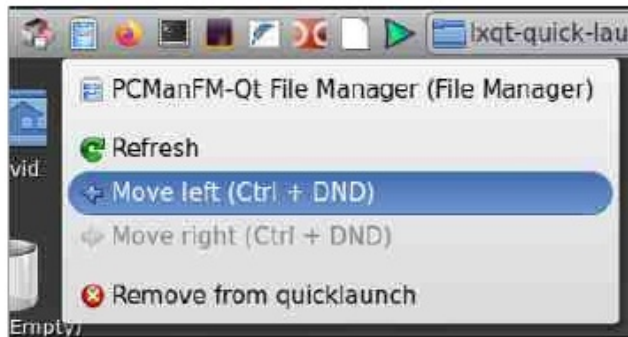 lxqt-quick-lau
PCManFM-Qt File Manager (File Manager)
Refresh
vid
Move left (Ctrl + DND)
Move right (Ctrl + DND)
Remove from quicklaunch
Empty)